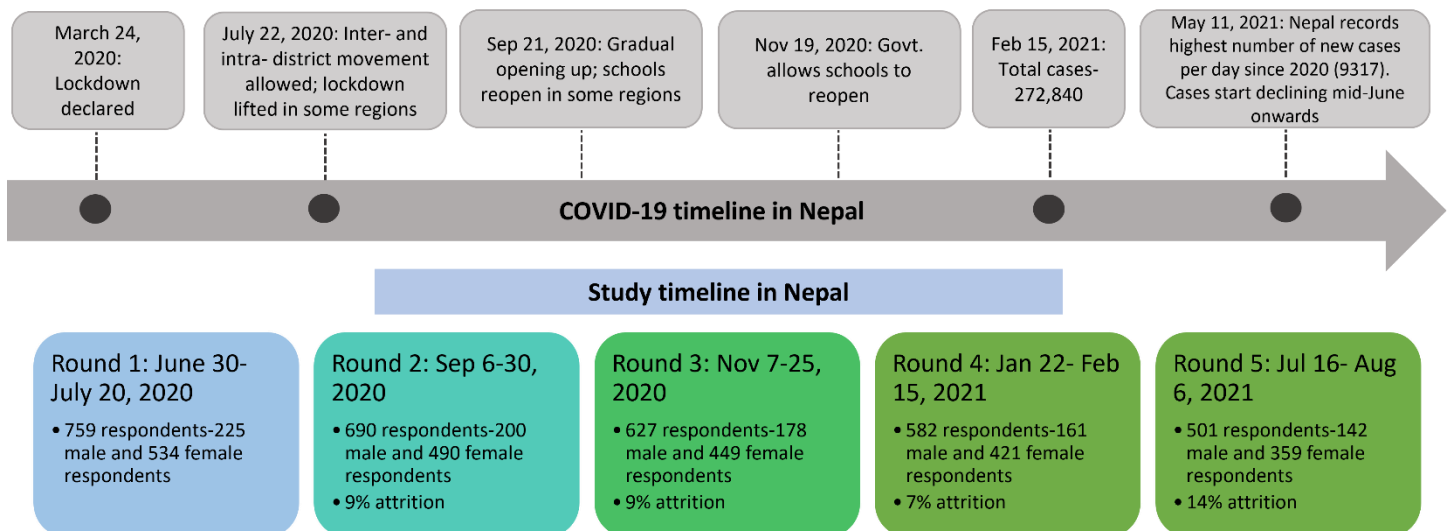 March 24,
2020:
Lockdown
declared
July 22, 2020: Inter- and
intra- district movement
allowed; lockdown
lifted in some regions
Sep 21, 2020: Gradual
opening up; schools
reopen in some regions
Nov 19, 2020: Govt.
allows schools to
reopen
Feb 15, 2021:
Total cases-
272,840
May 11, 2021: Nepal records
highest number of new cases
per day since 2020 (9317).
Cases start declining mid-June
onwards
COVID-19 timeline in Nepal
Study timeline in Nepal
Round 1: June 30-
July 20, 2020
• 759 respondents-225
male and 534 female
respondents
Round 2: Sep 6-30,
2020
• 690 respondents-200
male and 490 female
respondents
• 9% attrition
Round 3: Nov 7-25,
2020
• 627 respondents-178
male and 449 female
respondents
• 9% attrition
Round 4: Jan 22- Feb
15, 2021
• 582 respondents-161
male and 421 female
respondents
• 7% attrition
Round 5: Jul 16- Aug
6, 2021
• 501 respondents-142
male and 359 female
respondents
• 14% attrition